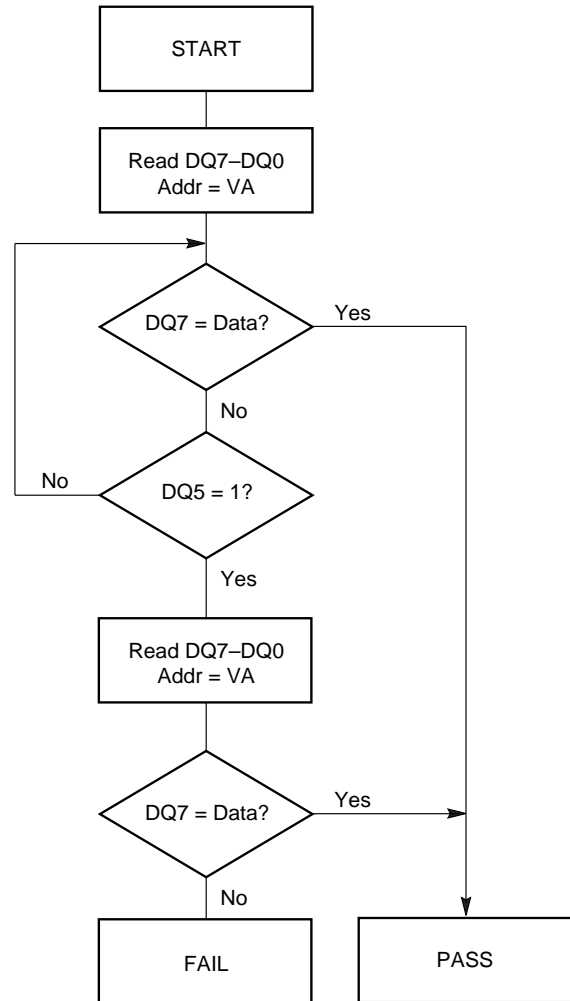 START
Read DQ7–DQ0
Addr = VA
DQ7 = Data?
Yes
No
No
DQ5 = 1?
Yes
Read DQ7–DQ0
Addr = VA
DQ7 = Data?
Yes
No
FAIL
PASS